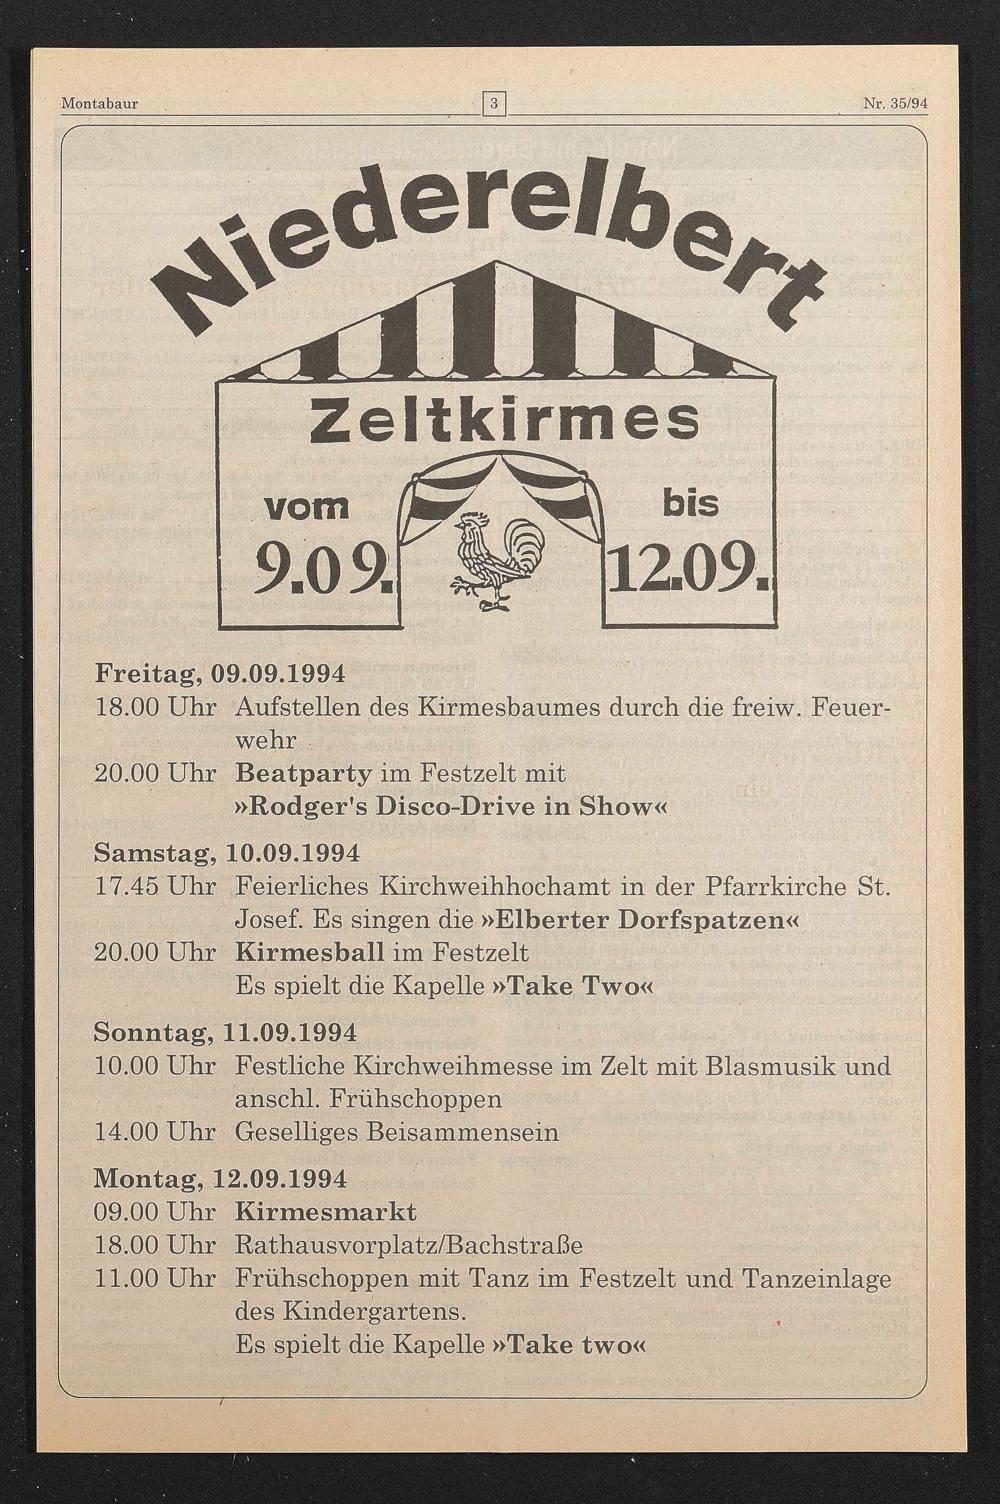 Montabaur
3
Nr. 35/94
Niederelbert
Zeltkirmes
vom
bis
9.09.
12.09.
Freitag, 09.09.1994
18.00 Uhr Aufstellen des Kirmesbaumes durch die freiw. Feuer-
wehr
20.00 Uhr Beatparty im Festzelt mit
»Rodger's Disco-Drive in Show«
Samstag, 10.09.1994
17.45 Uhr Feierliches Kirchweihhochamt in der Pfarrkirche St.
Josef. Es singen die »Elberter Dorfspatzen«
20.00 Uhr Kirmesball im Festzelt
Es spielt die Kapelle »Take Two«
Sonntag, 11.09.1994
10.00 Uhr Festliche Kirchweihmesse im Zelt mit Blasmusik und
anschl. Frühschoppen
14.00 Uhr Geselliges Beisammensein
Montag, 12.09.1994
09.00 Uhr Kirmesmarkt
18.00 Uhr Rathausvorplatz/Bachstraße
11.00 Uhr Frühschoppen mit Tanz im Festzelt und Tanzeinlage
des Kindergartens.
Es spielt die Kapelle »Take two«